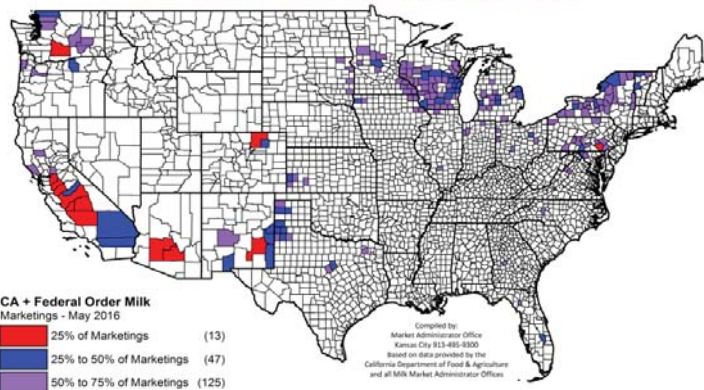 CA + Federal Order Milk
Marketings - May 2016
25% of Marketings (13)
25% to 50% of Marketings (47)
50% to 75% of Marketings (125)
Compiled by:
Market Administrator Office
Kansas City 913-495-9300
Based on data provided by the
California Department of Food & Agriculture
and all Milk Market Administrator Offices